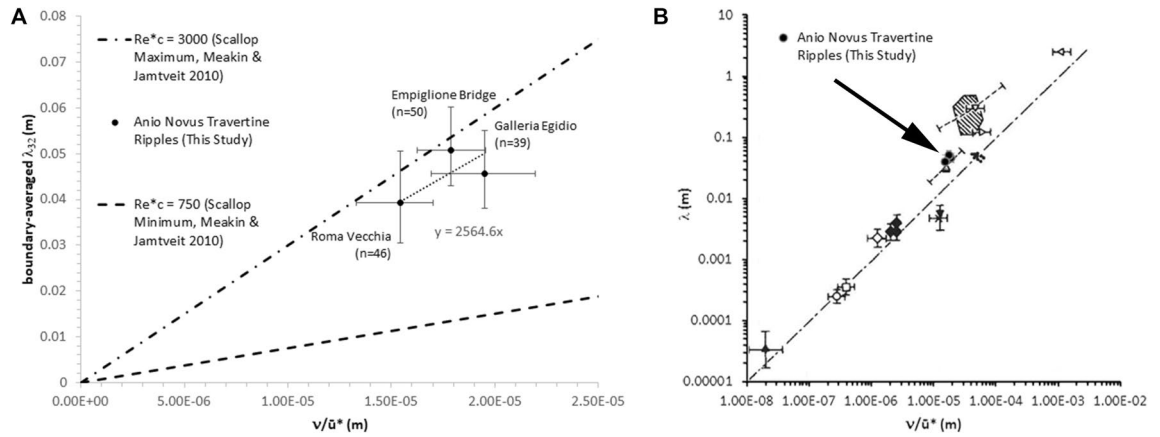 A
0.08
0.07
0.06
0.05
0.04
0.03
0.02
0.01
0
boundary-averaged λ32 (m)
Re*c = 3000 (Scallop
Maximum, Meakin &
Jamtveit 2010)
Anio Novus Travertine
Ripples (This Study)
Re*c = 750 (Scallop
Minimum, Meakin &
Jamtveit 2010)
Empiglione Bridge
(n=50)
Galleria Egidio
(n=39)
Roma Vecchia
(n=46)
y = 2564.6x
0.00E+00
5.00E-06
1.00E-05
1.50E-05
2.00E-05
2.50E-05
ν/ū* (m)
B
10
1
0.1
0.01
0.001
0.0001
0.00001
λ (m)
Anio Novus Travertine
Ripples (This Study)
1.00E-08
1.00E-07
1.00E-06
1.00E-05
1.00E-04
1.00E-03
1.00E-02
ν/ū* (m)